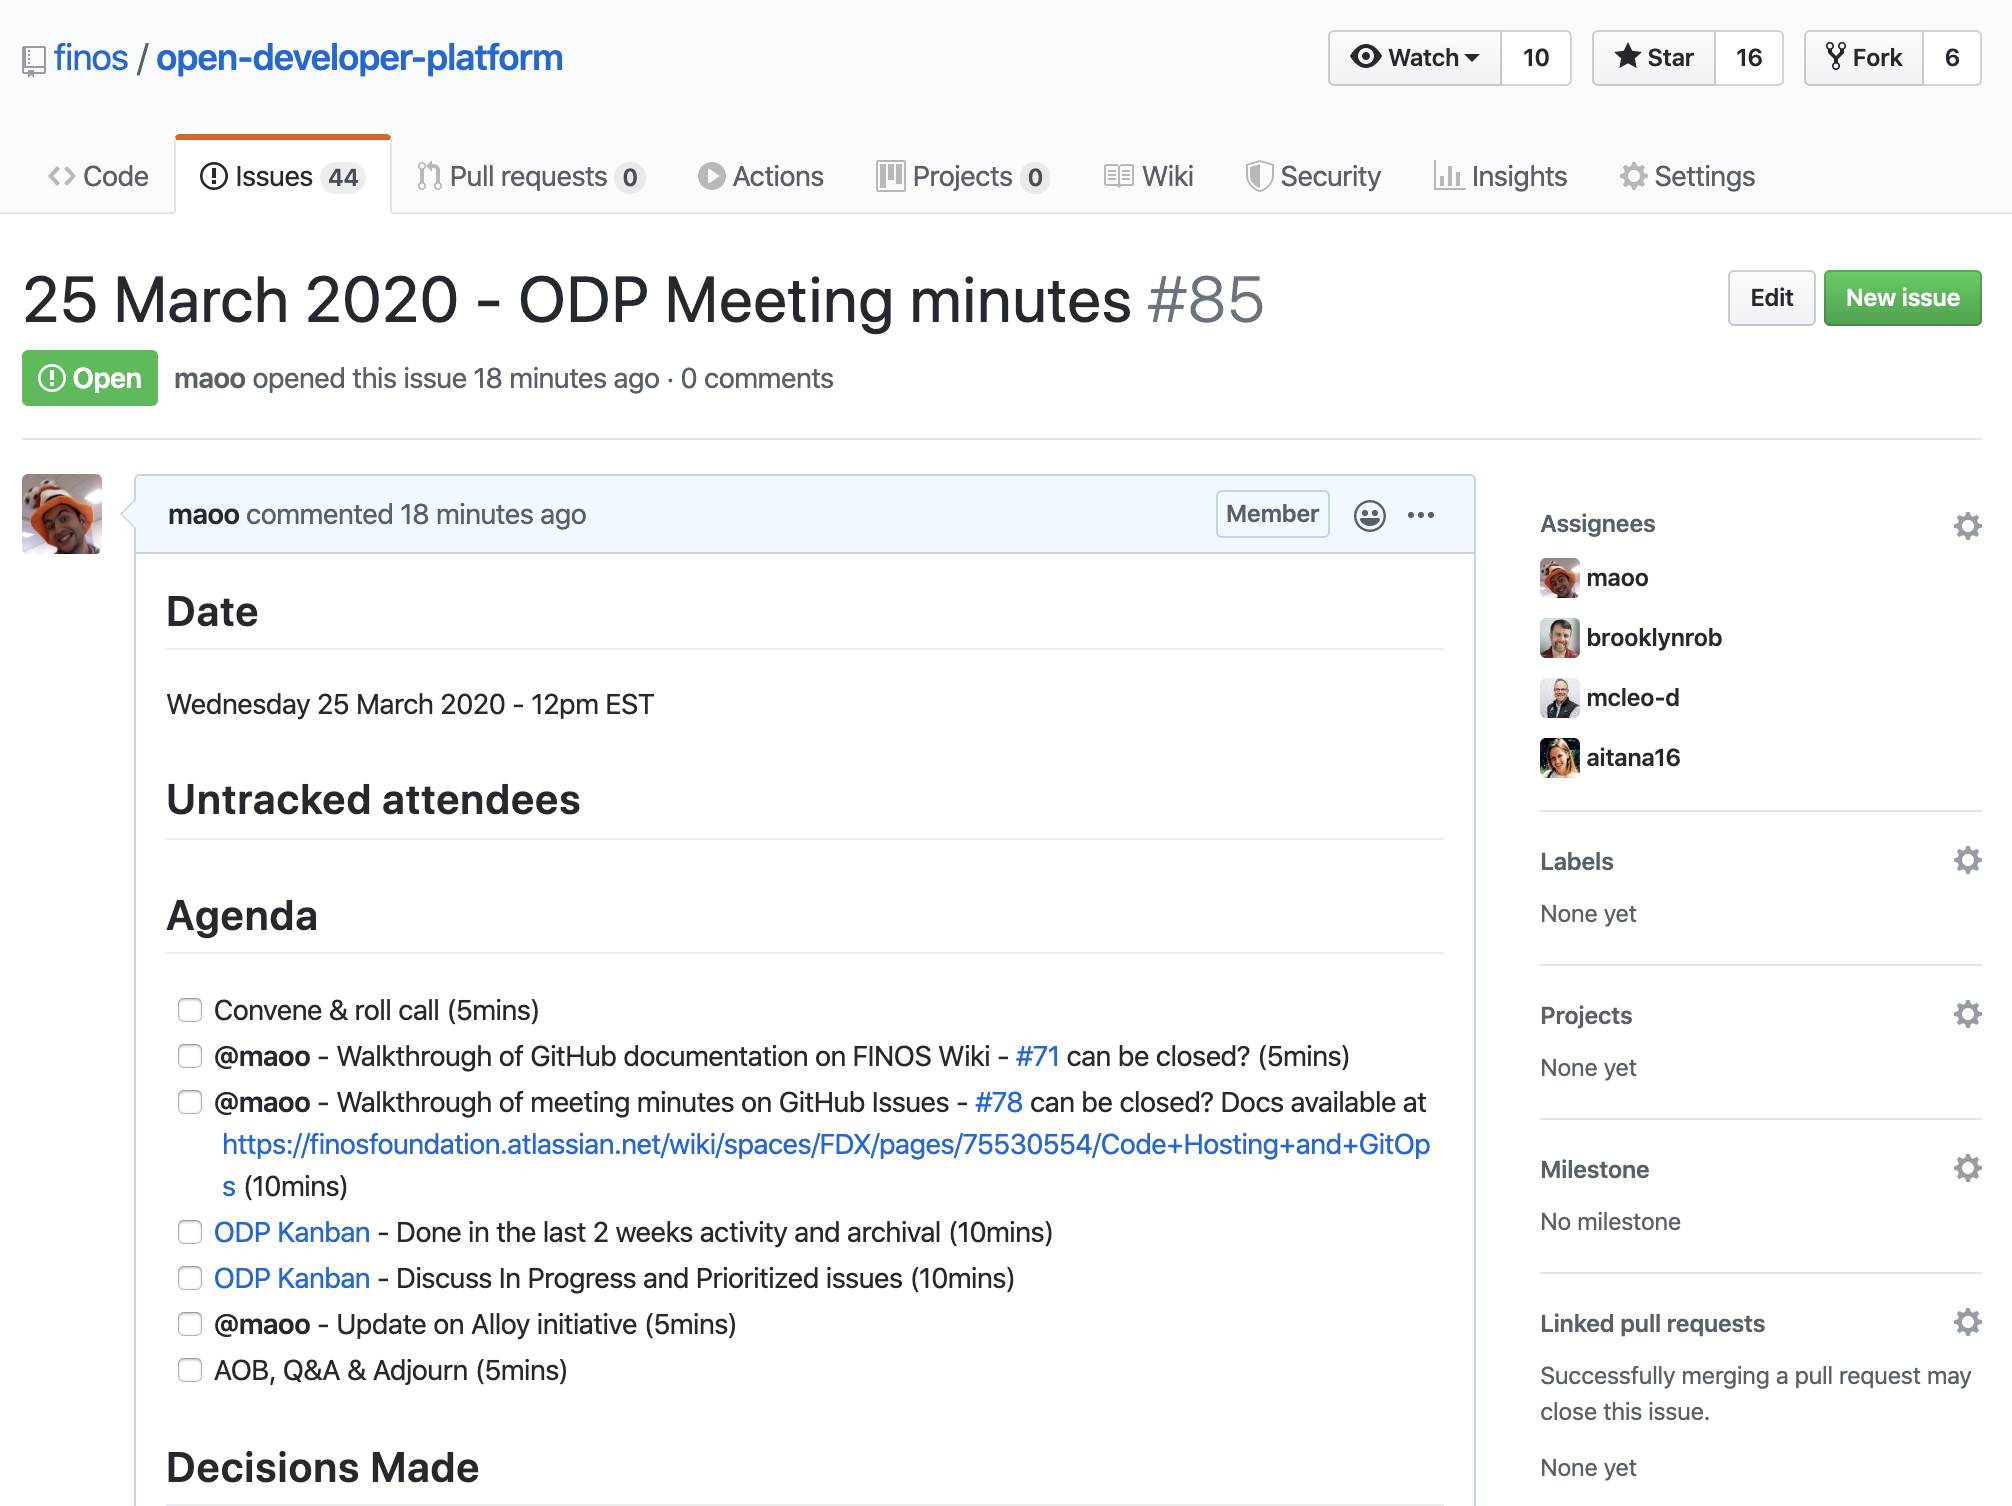 finos / open-developer-platform
Watch 10 Star 16 Fork 6
Code Issues 44 Pull requests 0 Actions Projects 0 Wiki Security Insights Settings
25 March 2020 - ODP Meeting minutes #85
Edit New issue
Open maoo opened this issue 18 minutes ago · 0 comments
maoo commented 18 minutes ago Member
Date
Wednesday 25 March 2020 - 12pm EST
Untracked attendees
Agenda
Convene & roll call (5mins)
@maoo - Walkthrough of GitHub documentation on FINOS Wiki - #71 can be closed? (5mins)
@maoo - Walkthrough of meeting minutes on GitHub Issues - #78 can be closed? Docs available at
https://finosfoundation.atlassian.net/wiki/spaces/FDX/pages/75530554/Code+Hosting+and+GitOp
s (10mins)
ODP Kanban - Done in the last 2 weeks activity and archival (10mins)
ODP Kanban - Discuss In Progress and Prioritized issues (10mins)
@maoo - Update on Alloy initiative (5mins)
AOB, Q&A & Adjourn (5mins)
Decisions Made
Assignees
maoo
brooklynrob
mcleo-d
aitana16
Labels
None yet
Projects
None yet
Milestone
No milestone
Linked pull requests
Successfully merging a pull request may
close this issue.
None yet